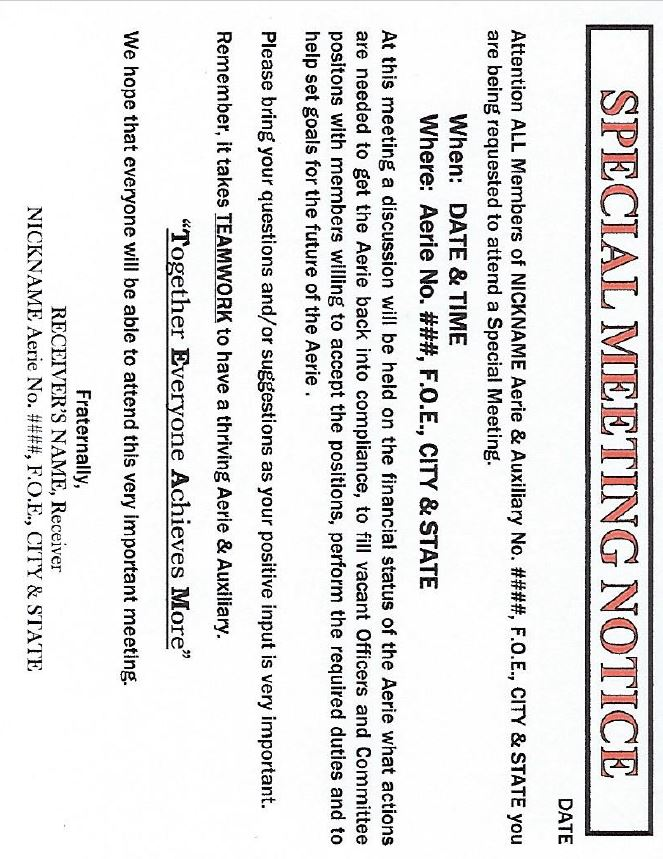 SPECIAL MEETING NOTICE
DATE
Attention ALL Members of NICKNAME Aerie & Auxiliary No. ####, F.O.E., CITY & STATE you
are being requested to attend a Special Meeting.
When: DATE & TIME
Where: Aerie No. ###, F.O.E., CITY & STATE
At this meeting a discussion will be held on the financial status of the Aerie what actions
are needed to get the Aerie back into compliance, to fill vacant Officers and Committee
positons with members willing to accept the positions, perform the required duties and to
help set goals for the future of the Aerie .
Please bring your questions and/or suggestions as your positive input is very important.
Remember, it takes TEAMWORK to have a thriving Aerie & Auxiliary.
“Together Everyone Achieves More”
We hope that everyone will be able to attend this very important meeting.
Fraternally,
RECEIVER'S NAME, Receiver
NICKNAME Aerie No. ####, F.O.E., CITY & STATE